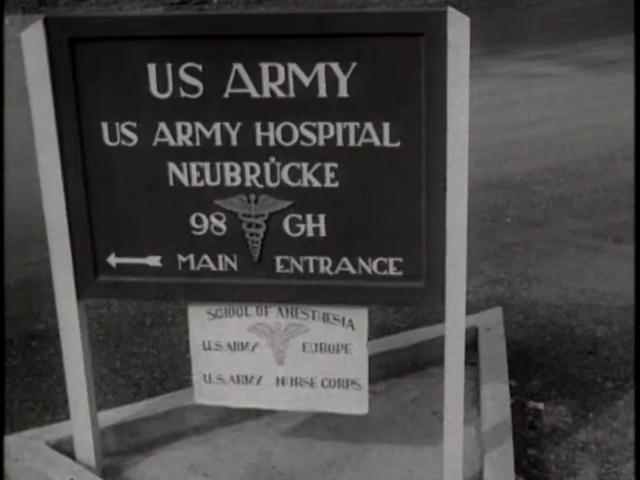 US ARMY
US ARMY HOSPITAL
NEUBRÜCKE
98 GH
MAIN ENTRANCE
SCHOOL OF ANESTHESIA
U.S. ARMY EUROPE
U.S. ARMY NURSE CORPS